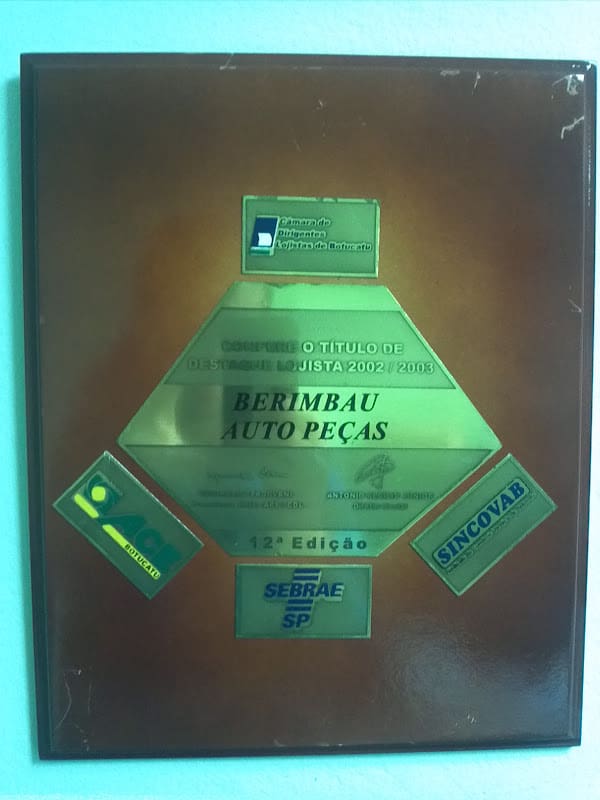 Câmara de
Dirigentes
Lojistas de Botucatu
CONFERE O TÍTULO DE
DESTAQUE LOJISTA 2002 / 2003
BERIMBAU
AUTO PEÇAS
ANTONIO
12ª Edição
ACE
BOTUCATU
SINCOVAB
SEBRAE
SP